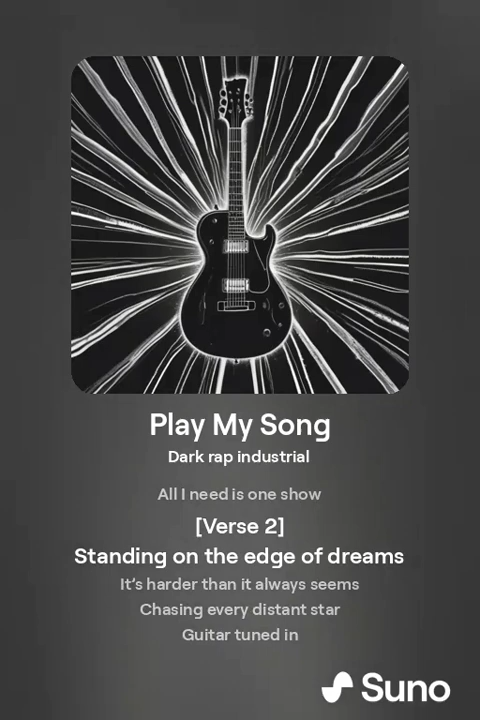 Play My Song
Dark rap industrial
All I need is one show
[Verse 2]
Standing on the edge of dreams
It's harder than it always seems
Chasing every distant star
Guitar tuned in
Suno